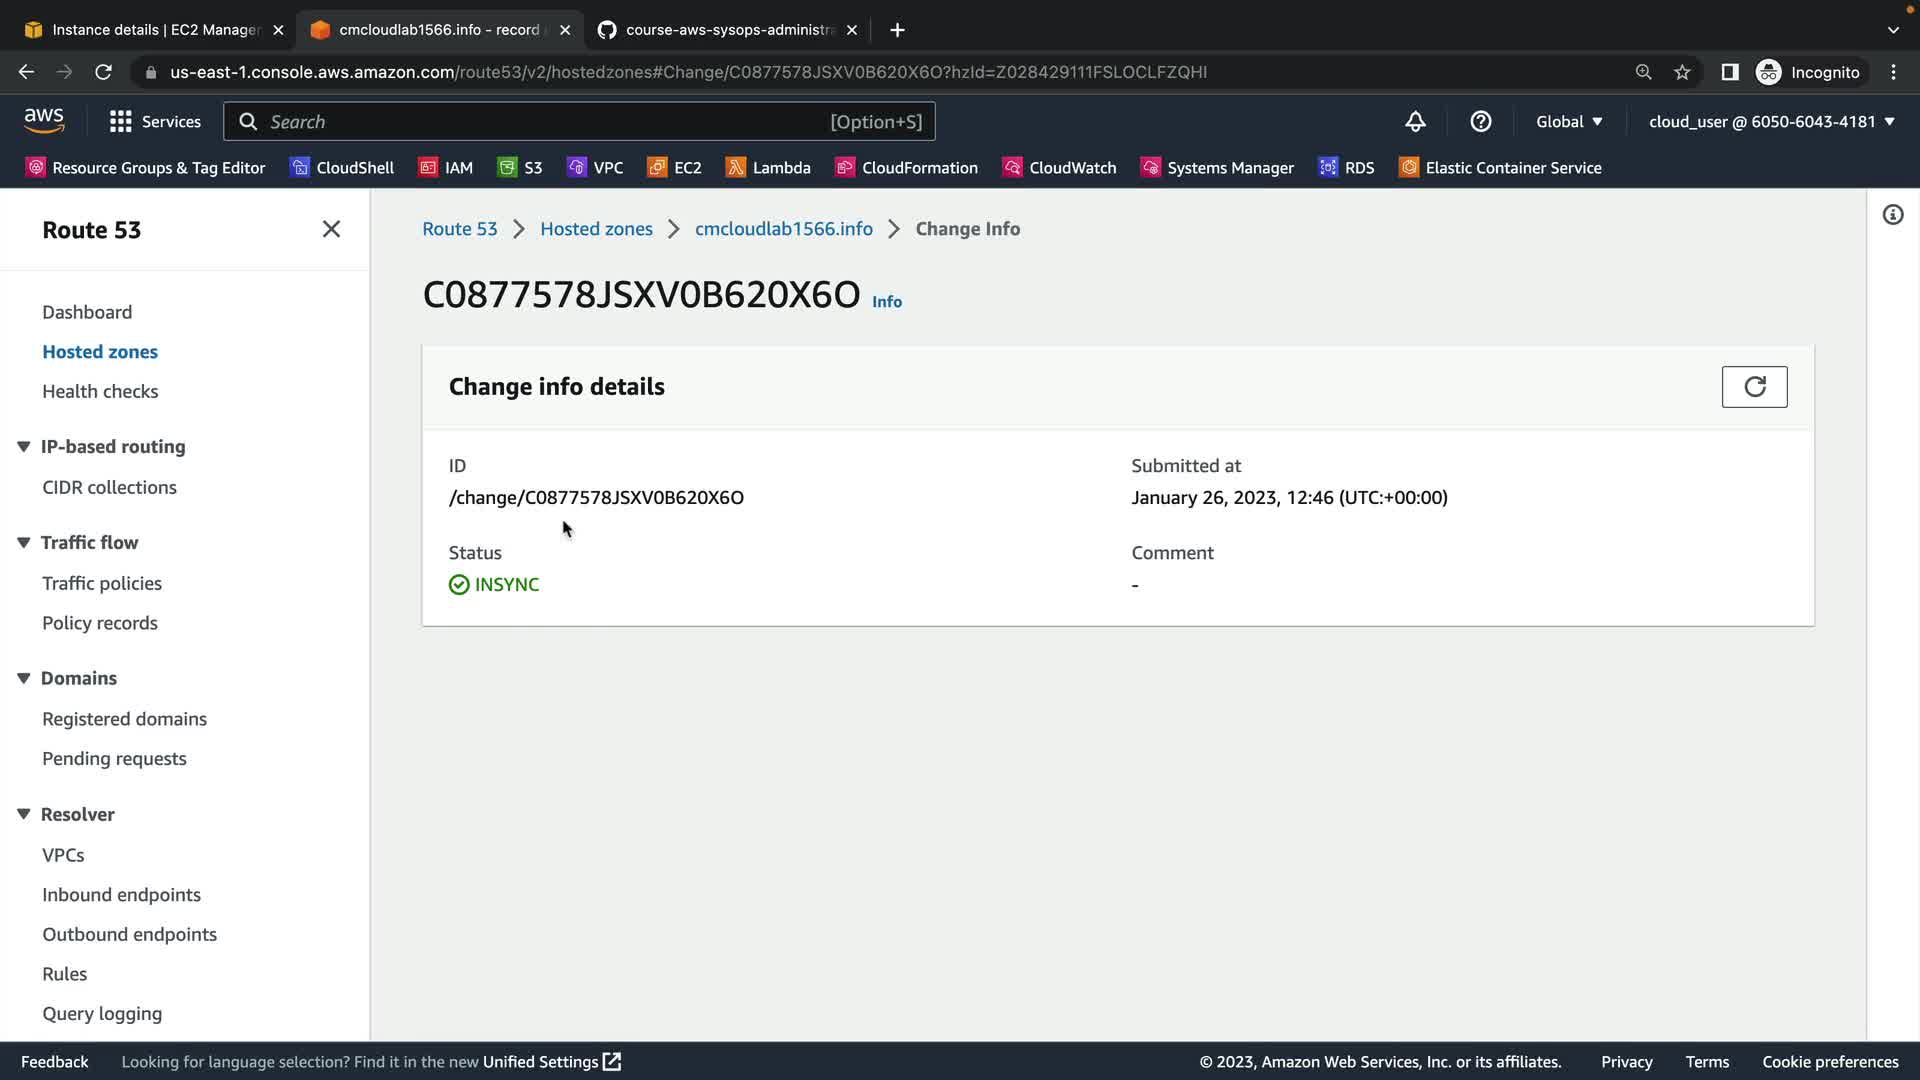 Instance details | EC2 Manager
cmcloudlab1566.info - record
course-aws-sysops-administra
us-east-1.console.aws.amazon.com/route53/v2/hostedzones#Change/C0877578JSXV0B620X6O?hzId=Z028429111FSLOCLFZQHI
Incognito
aws
Services
Search
[Option+S]
Global
cloud_user @ 6050-6043-4181
Resource Groups & Tag Editor
CloudShell
IAM
S3
VPC
EC2
Lambda
CloudFormation
CloudWatch
Systems Manager
RDS
Elastic Container Service
Route 53
Dashboard
Hosted zones
Health checks
IP-based routing
CIDR collections
Traffic flow
Traffic policies
Policy records
Domains
Registered domains
Pending requests
Resolver
VPCs
Inbound endpoints
Outbound endpoints
Rules
Query logging
Route 53
Hosted zones
cmcloudlab1566.info
Change Info
C0877578JSXV0B620X6O Info
Change info details
ID
/change/C0877578JSXV0B620X6O
Submitted at
January 26, 2023, 12:46 (UTC:+00:00)
Status
INSYNC
Comment
-
Feedback
Looking for language selection? Find it in the new Unified Settings
© 2023, Amazon Web Services, Inc. or its affiliates.
Privacy
Terms
Cookie preferences